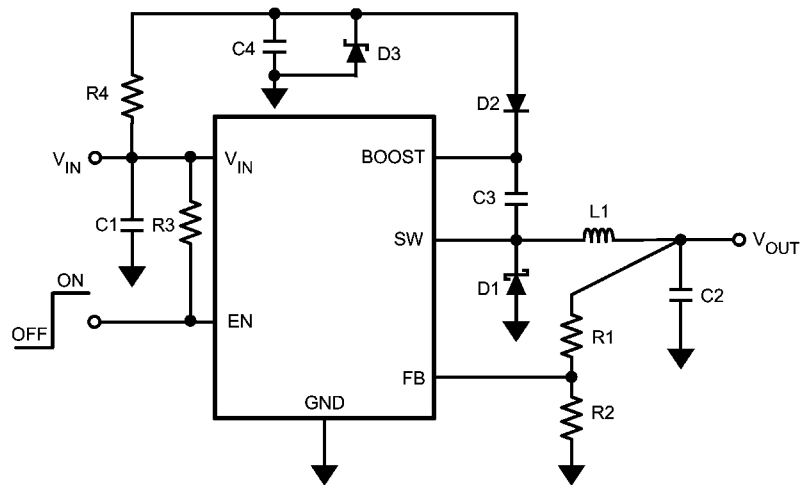 C4
D3
R4
D2
V_IN
V_IN
BOOST
C3
C1
R3
L1
SW
V_OUT
ON
D1
C2
OFF
EN
R1
FB
GND
R2